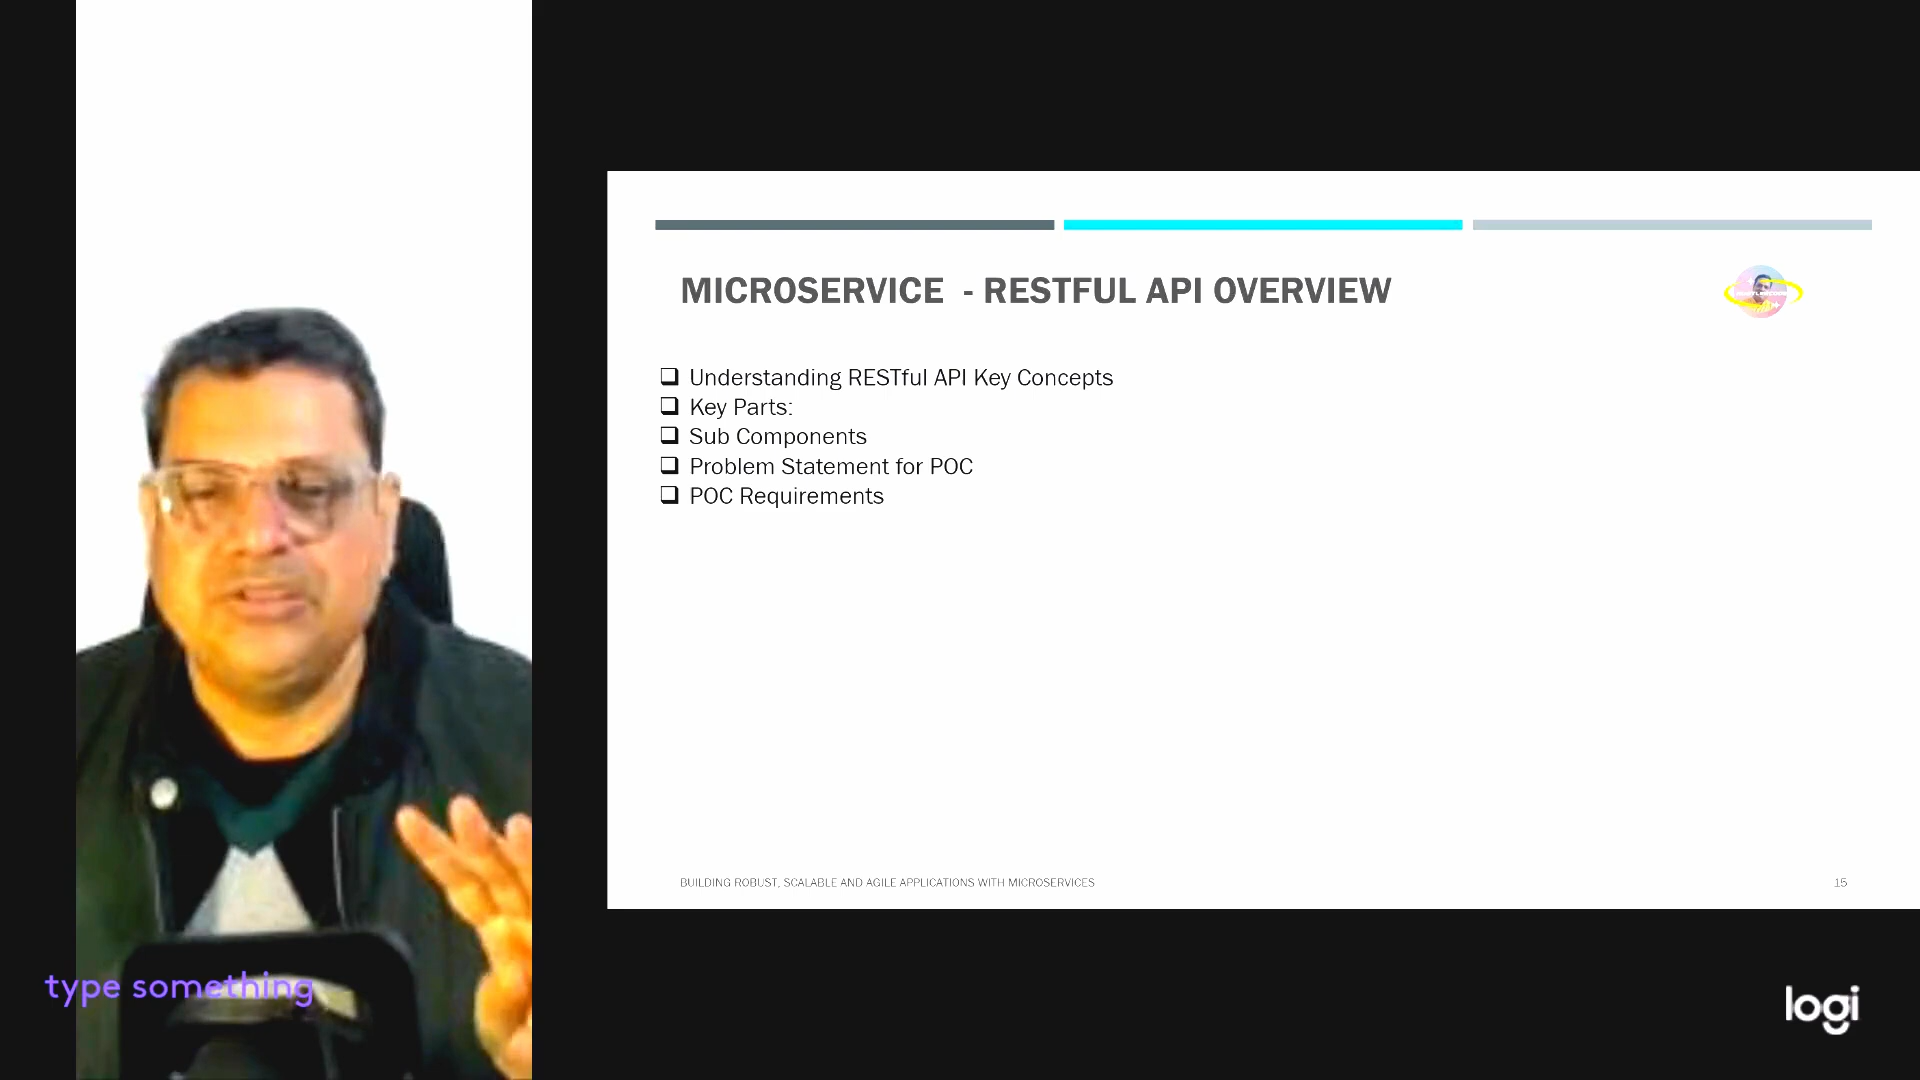 MICROSERVICE - RESTFUL API OVERVIEW
❑ Understanding RESTful API Key Concepts
❑ Key Parts:
❑ Sub Components
❑ Problem Statement for POC
❑ POC Requirements
BUILDING ROBUST, SCALABLE AND AGILE APPLICATIONS WITH MICROSERVICES
15
type something
logi